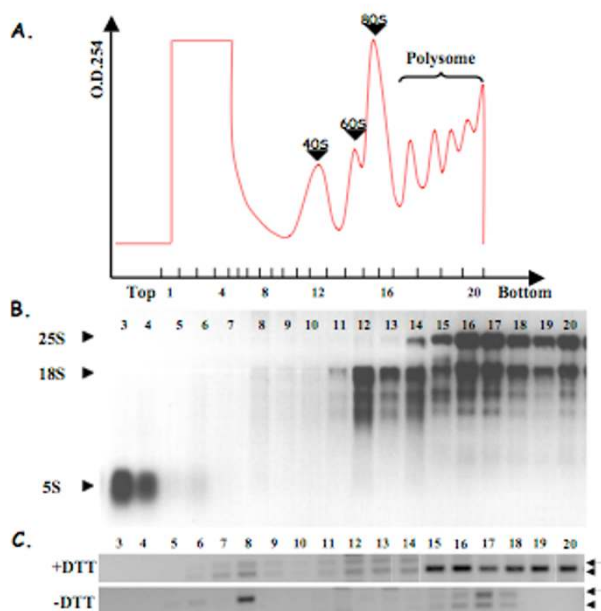 A.
O.D.254
40S
60S
80S
Polysome
Top 1 4 8 12 16 20 Bottom
B.
3 4 5 6 7 8 9 10 11 12 13 14 15 16 17 18 19 20
25S
18S
5S
C.
3 4 5 6 7 8 9 10 11 12 13 14 15 16 17 18 19 20
+DTT
-DTT